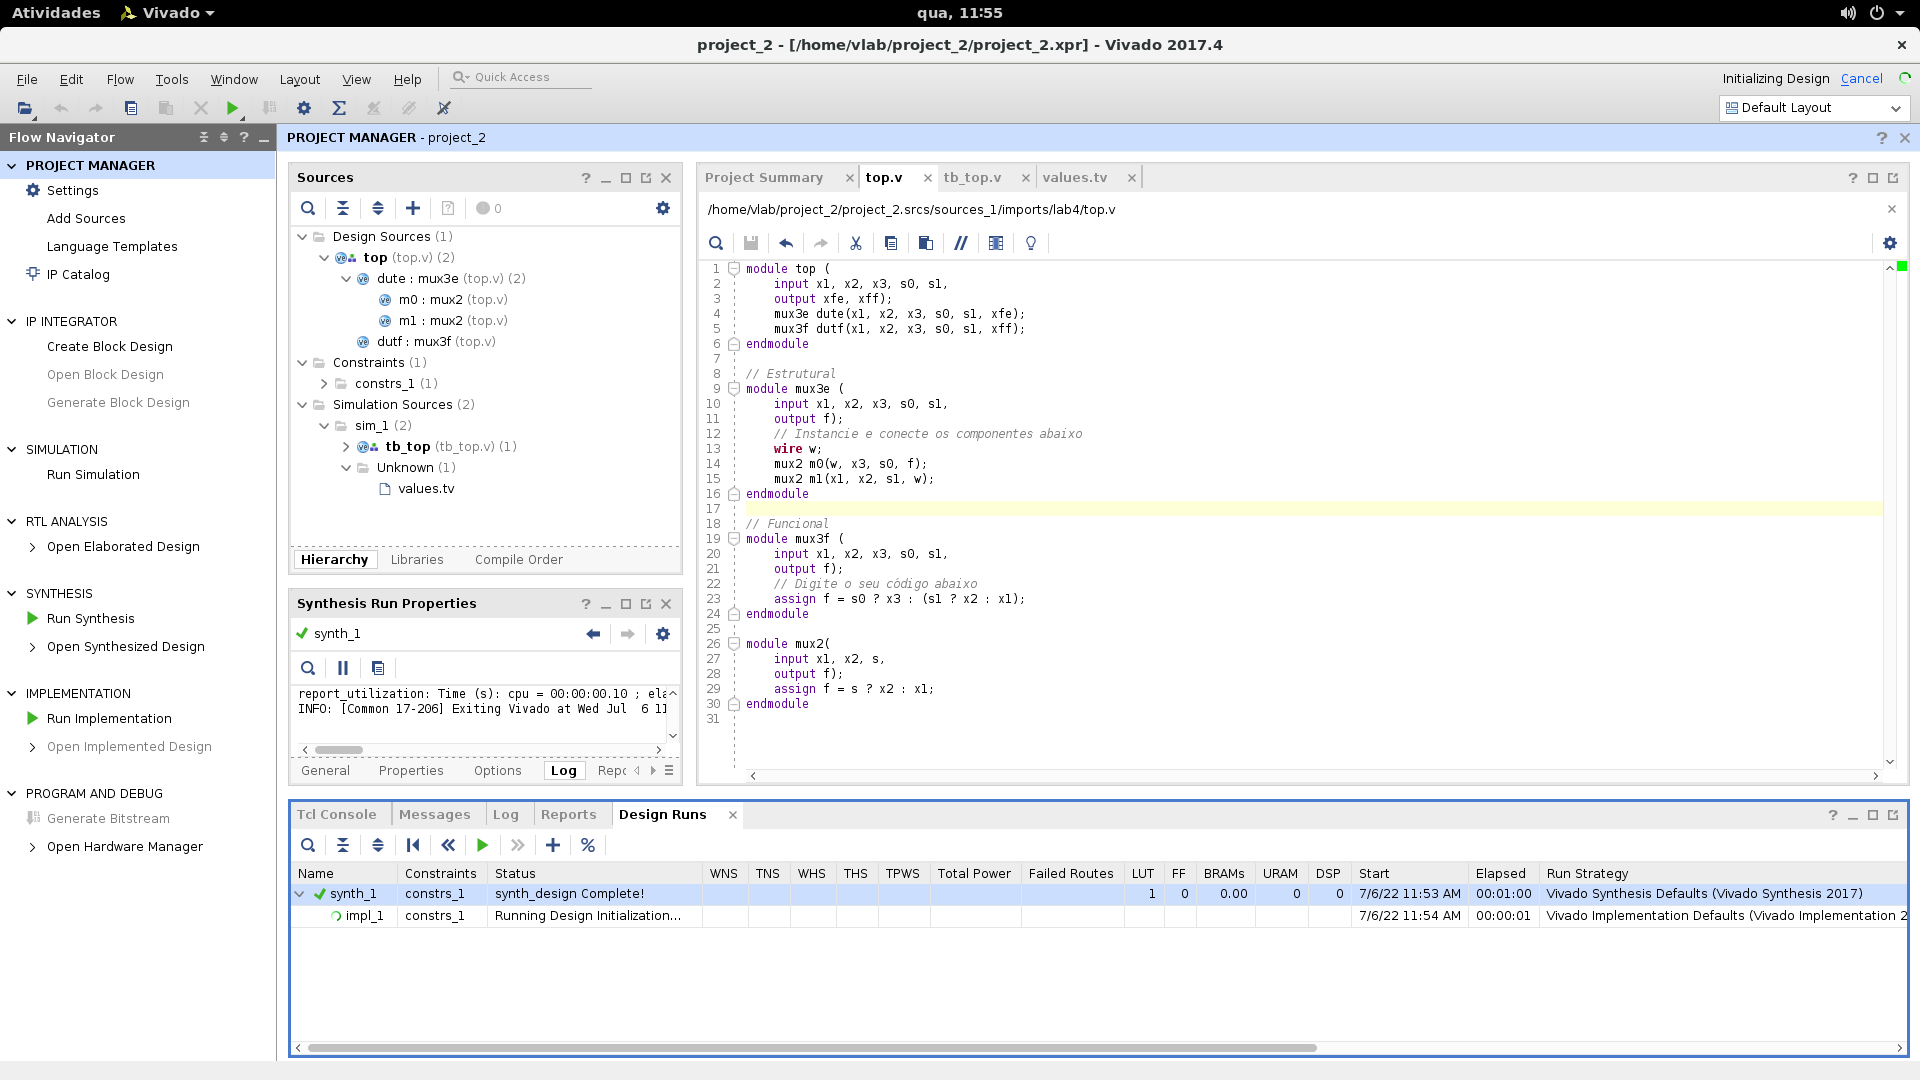 Atividades Vivado qua, 11:55
project_2 - [/home/vlab/project_2/project_2.xpr] - Vivado 2017.4
File Edit Flow Tools Window Layout View Help Quick Access Initializing Design Cancel
Default Layout
Flow Navigator
PROJECT MANAGER
Settings
Add Sources
Language Templates
IP Catalog
IP INTEGRATOR
Create Block Design
Open Block Design
Generate Block Design
SIMULATION
Run Simulation
RTL ANALYSIS
Open Elaborated Design
SYNTHESIS
Run Synthesis
Open Synthesized Design
IMPLEMENTATION
Run Implementation
Open Implemented Design
PROGRAM AND DEBUG
Generate Bitstream
Open Hardware Manager
PROJECT MANAGER - project_2
Sources
0
Design Sources (1)
top (top.v) (2)
dute : mux3e (top.v) (2)
m0 : mux2 (top.v)
m1 : mux2 (top.v)
dutf : mux3f (top.v)
Constraints (1)
constrs_1 (1)
Simulation Sources (2)
sim_1 (2)
tb_top (tb_top.v) (1)
Unknown (1)
values.tv
Hierarchy Libraries Compile Order
Synthesis Run Properties
synth_1
report_utilization: Time (s): cpu = 00:00:00.10 ; ela
INFO: [Common 17-206] Exiting Vivado at Wed Jul  6 11
General Properties Options Log Repo
Project Summary top.v tb_top.v values.tv
/home/vlab/project_2/project_2.srcs/sources_1/imports/lab4/top.v
1 module top (
2     input x1, x2, x3, s0, s1,
3     output xfe, xff);
4     mux3e dute(x1, x2, x3, s0, s1, xfe);
5     mux3f dutf(x1, x2, x3, s0, s1, xff);
6 endmodule
7
8 // Estrutural
9 module mux3e (
10     input x1, x2, x3, s0, s1,
11     output f);
12     // Instancie e conecte os componentes abaixo
13     wire w;
14     mux2 m0(w, x3, s0, f);
15     mux2 m1(x1, x2, s1, w);
16 endmodule
17
18 // Funcional
19 module mux3f (
20     input x1, x2, x3, s0, s1,
21     output f);
22     // Digite o seu código abaixo
23     assign f = s0 ? x3 : (s1 ? x2 : x1);
24 endmodule
25
26 module mux2(
27     input x1, x2, s,
28     output f);
29     assign f = s ? x2 : x1;
30 endmodule
31
Tcl Console Messages Log Reports Design Runs
Name Constraints Status WNS TNS WHS THS TPWS Total Power Failed Routes LUT FF BRAMs URAM DSP Start Elapsed Run Strategy
synth_1 constrs_1 synth_design Complete! 1 0 0.00 0 0 7/6/22 11:53 AM 00:01:00 Vivado Synthesis Defaults (Vivado Synthesis 2017)
impl_1 constrs_1 Running Design Initialization... 7/6/22 11:54 AM 00:00:01 Vivado Implementation Defaults (Vivado Implementation 2